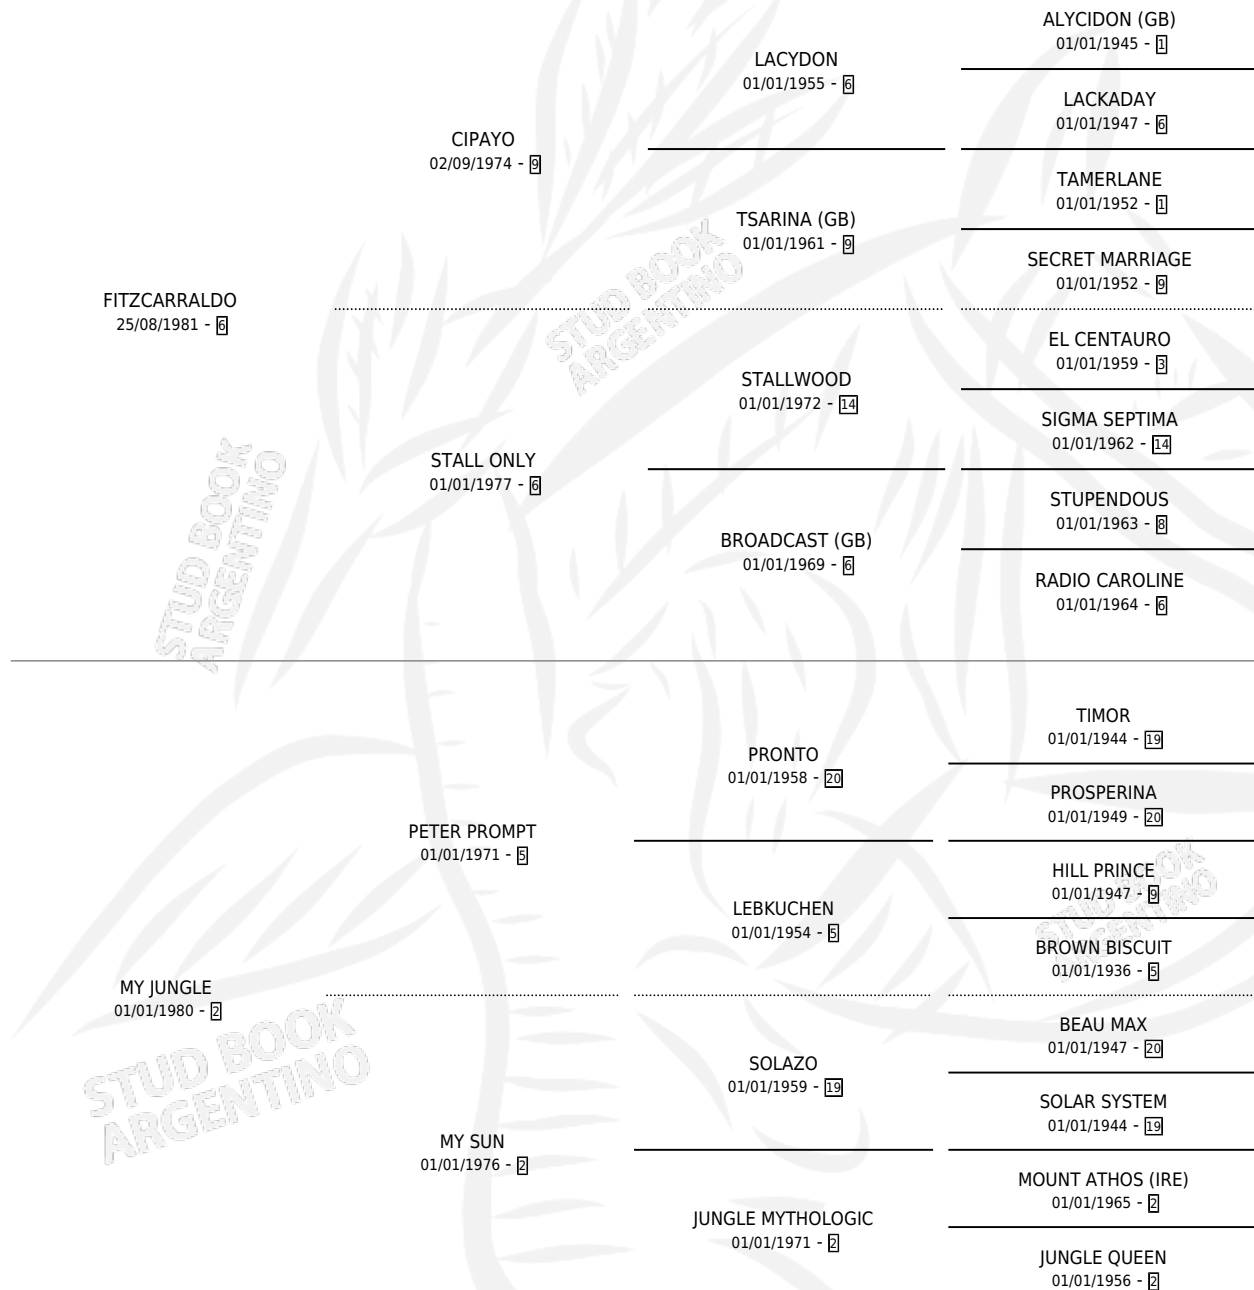 ALYCIDON (GB)
01/01/1945 - 1
LACYDON
01/01/1955 - 6
LACKADAY
01/01/1947 - 6
CIPAYO
02/09/1974 - 9
TAMERLANE
01/01/1952 - 1
TSARINA (GB)
01/01/1961 - 9
SECRET MARRIAGE
01/01/1952 - 9
FITZCARRALDO
25/08/1981 - 6
EL CENTAURO
01/01/1959 - 3
STALLWOOD
01/01/1972 - 14
SIGMA SEPTIMA
01/01/1962 - 14
STALL ONLY
01/01/1977 - 6
STUPENDOUS
01/01/1963 - 8
BROADCAST (GB)
01/01/1969 - 6
RADIO CAROLINE
01/01/1964 - 6
TIMOR
01/01/1944 - 19
PRONTO
01/01/1958 - 20
PROSPERINA
01/01/1949 - 20
PETER PROMPT
01/01/1971 - 5
HILL PRINCE
01/01/1947 - 9
LEBKUCHEN
01/01/1954 - 5
BROWN BISCUIT
01/01/1936 - 5
MY JUNGLE
01/01/1980 - 2
BEAU MAX
01/01/1947 - 20
SOLAZO
01/01/1959 - 19
SOLAR SYSTEM
01/01/1944 - 19
MY SUN
01/01/1976 - 2
MOUNT ATHOS (IRE)
01/01/1965 - 2
JUNGLE MYTHOLOGIC
01/01/1971 - 2
JUNGLE QUEEN
01/01/1956 - 2
STUD BOOK
ARGENTINO
STUD BOOK
ARGENTINO
STUD BOOK
ARGENTINO
STUD BOOK
ARGENTINO